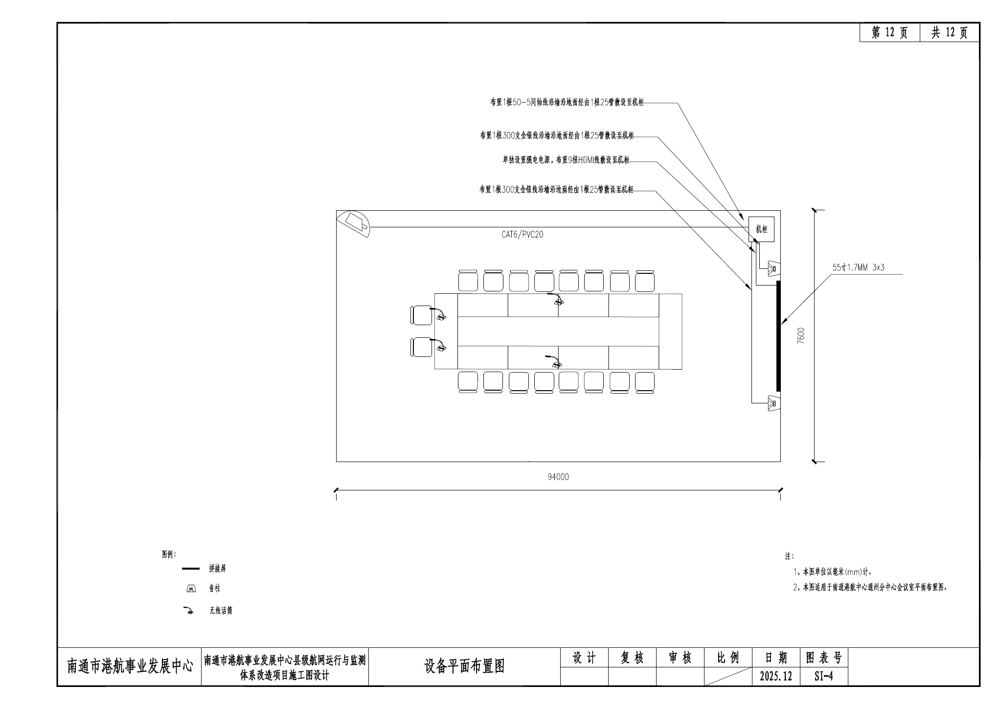 第 12 页 共 12 页
布置1根50-5同轴线沿墙沿地面经由1根25管敷设至机柜
布置1根300支金银线沿墙沿地面经由1根25管敷设至机柜
单独设置强电电源，布置9根HDMI线敷设至机柜
布置1根300支金银线沿墙沿地面经由1根25管敷设至机柜
机柜
CAT6/PVC20
55寸1.7MM 3x3
7600
94000
图例：
拼接屏
音柱
无线话筒
注：
1、本图单位以毫米(mm)计。
2、本图适用于南通港航中心通州分中心会议室平面布置图。
南通市港航事业发展中心
南通市港航事业发展中心县级航网运行与监测
体系改造项目施工图设计
设备平面布置图
设 计 复 核 审 核 比 例 日 期 图 表 号
2025.12 SI-4